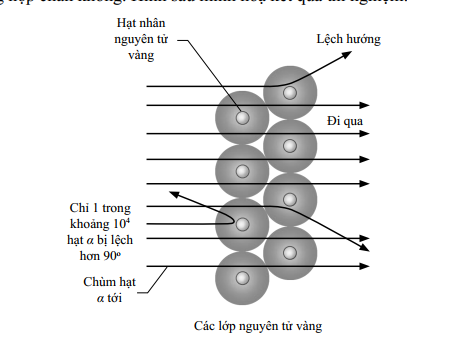 Hạt nhân
nguyên tử
vàng
Lệch hướng
Đi qua
Chỉ 1 trong
khoảng 10⁴
hạt α bị lệch
hơn 90º
Chùm hạt
α tới
Các lớp nguyên tử vàng